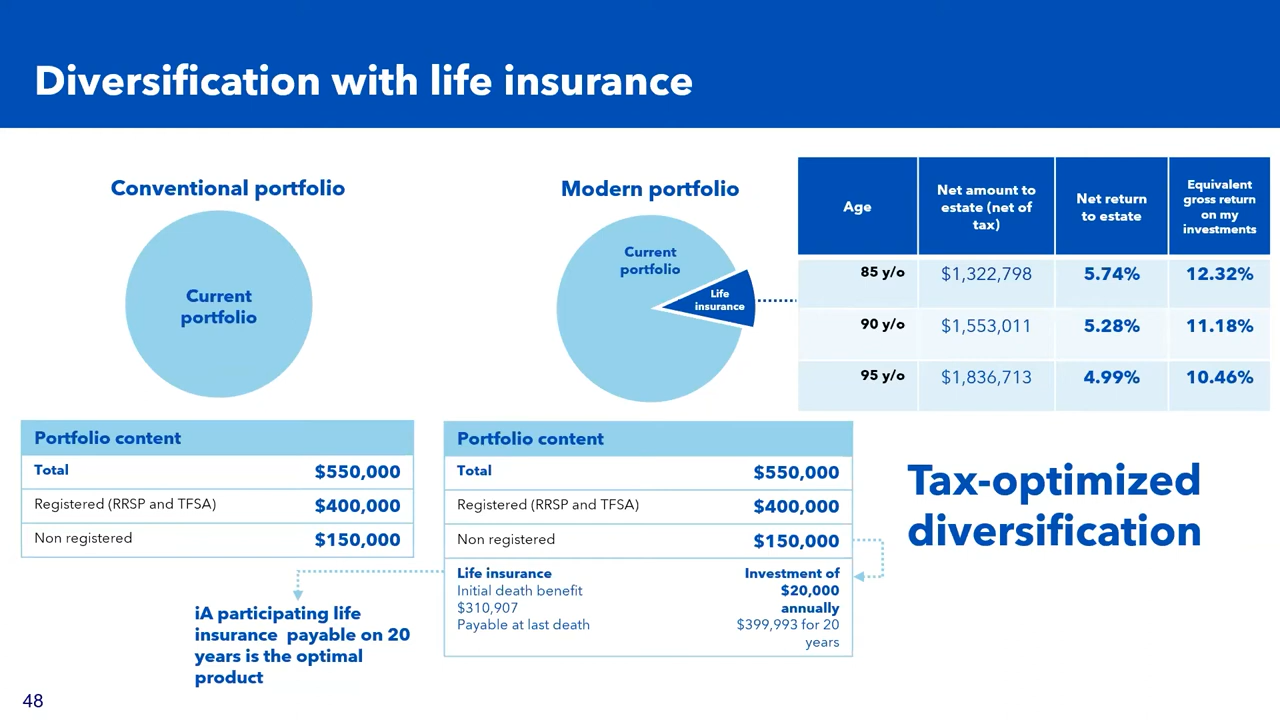 Diversification with life insurance
Conventional portfolio
Current
portfolio
Modern portfolio
Current
portfolio
Life
insurance
Age
Net amount to
estate (net of
tax)
Net return
to estate
Equivalent
gross return
on my
investments
85 y/o $1,322,798 5.74% 12.32%
90 y/o $1,553,011 5.28% 11.18%
95 y/o $1,836,713 4.99% 10.46%
Portfolio content
Total $550,000
Registered (RRSP and TFSA) $400,000
Non registered $150,000
Portfolio content
Total $550,000
Registered (RRSP and TFSA) $400,000
Non registered $150,000
Life insurance
Initial death benefit
$310,907
Payable at last death
Investment of
$20,000
annually
$399,993 for 20
years
Tax-optimized
diversification
iA participating life
insurance payable on 20
years is the optimal
product
48